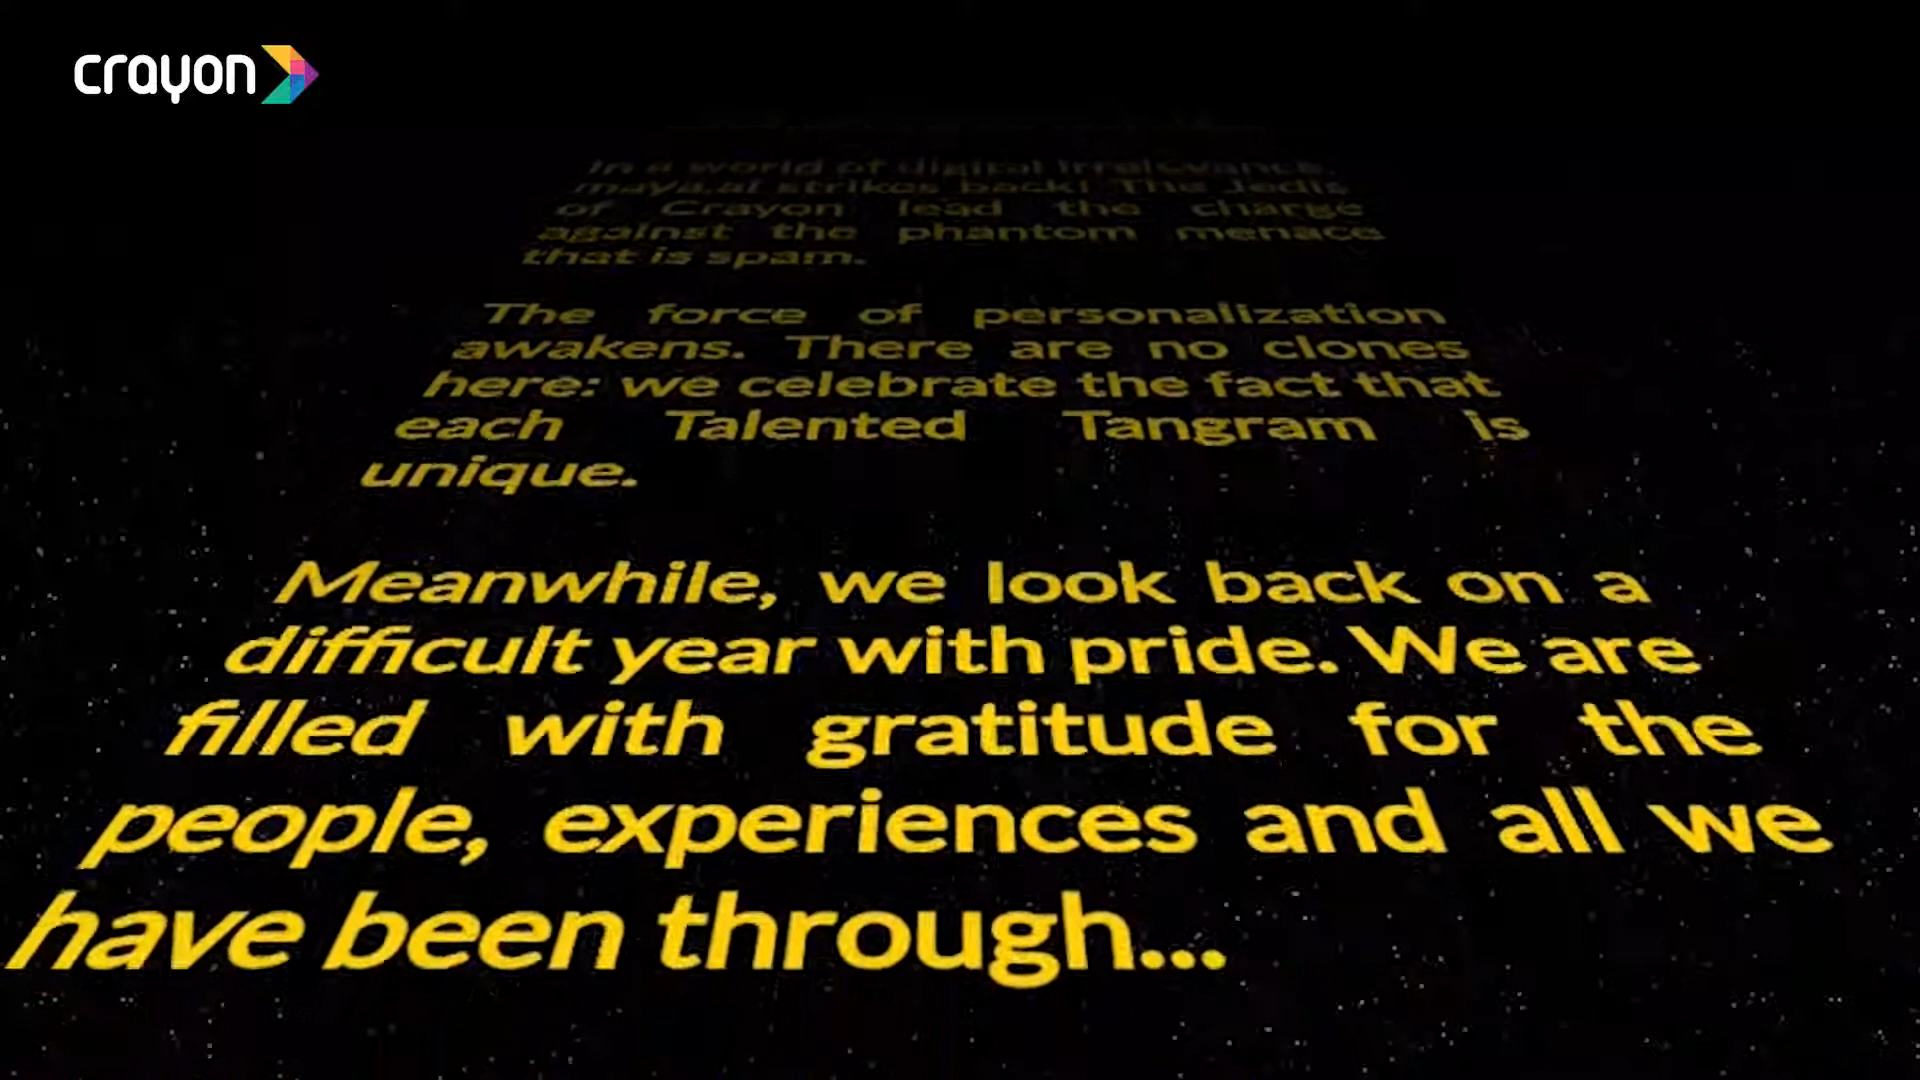 crayon
In a world of digital irrelevance,
maya.ai strikes back! The Jedis
of Crayon lead the charge
against the phantom menace
that is spam.
The force of personalization
awakens. There are no clones
here: we celebrate the fact that
each Talented Tangram is
unique.
Meanwhile, we look back on a
difficult year with pride. We are
filled with gratitude for the
people, experiences and all we
have been through...